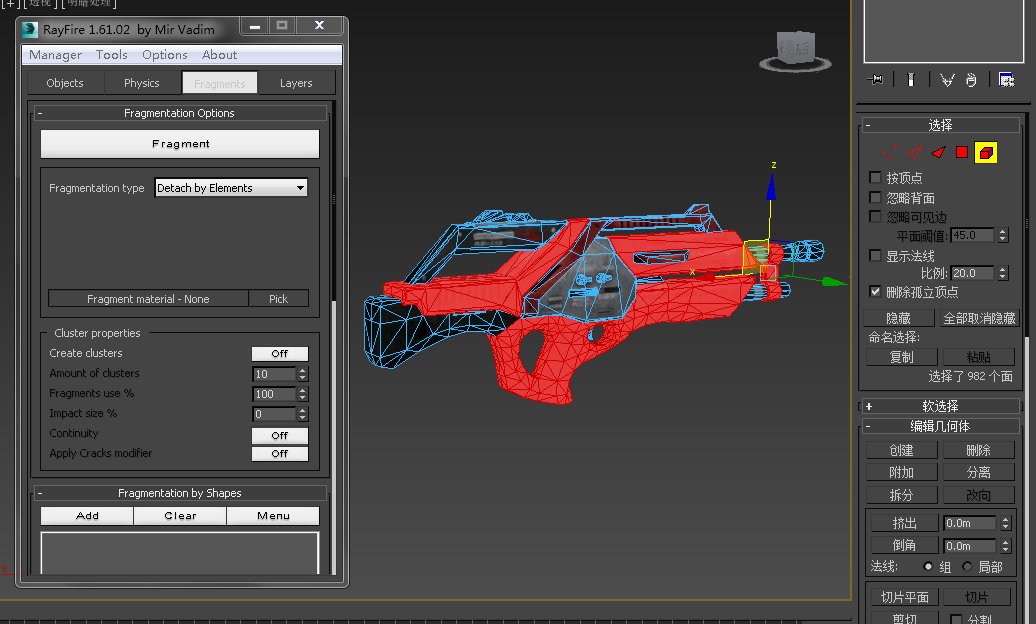 [+][透视][明暗处理]
RayFire 1.61.02 by Mir Vadim
Manager Tools Options About
Objects Physics Fragments Layers
- Fragmentation Options
Fragment
Fragmentation type Detach by Elements
Fragment material - None Pick
Cluster properties
Create clusters Off
Amount of clusters 10
Fragments use % 100
Impact size % 0
Continuity Off
Apply Cracks modifier Off
- Fragmentation by Shapes
Add Clear Menu
z
x
- 选择
按顶点
忽略背面
忽略可见边
平面阈值: 45.0
显示法线
比例: 20.0
删除孤立顶点
隐藏 全部取消隐藏
命名选择:
复制 粘贴
选择了 982 个面
+ 软选择
- 编辑几何体
创建 删除
附加 分离
拆分 改向
挤出 0.0m
倒角 0.0m
法线: 组 局部
切片平面 切片
剪切 分割